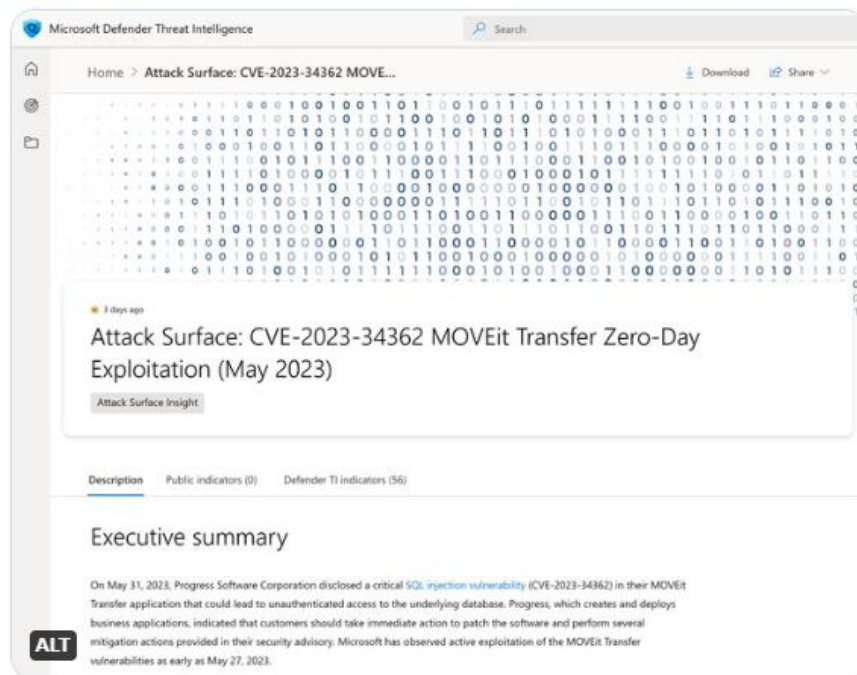 Microsoft Defender Threat Intelligence
Search
Home > Attack Surface: CVE-2023-34362 MOVE...
Download
Share
3 days ago
Attack Surface: CVE-2023-34362 MOVEit Transfer Zero-Day
Exploitation (May 2023)
Attack Surface Insight
Description
Public indicators (0)
Defender TI indicators (56)
Executive summary
On May 31, 2023, Progress Software Corporation disclosed a critical SQL injection vulnerability (CVE-2023-34362) in their MOVEit
Transfer application that could lead to unauthenticated access to the underlying database. Progress, which creates and deploys
business applications, indicated that customers should take immediate action to patch the software and perform several
mitigation actions provided in their security advisory. Microsoft has observed active exploitation of the MOVEit Transfer
vulnerabilities as early as May 27, 2023.
ALT